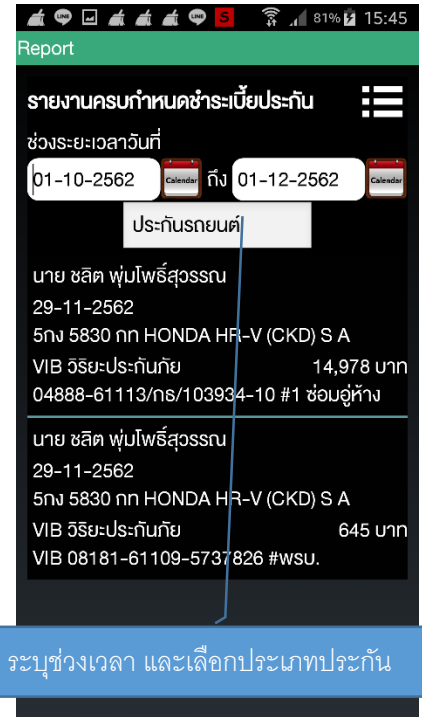 81% 15:45
Report
รายงานครบกำหนดชำระเบี้ยประกัน
ช่วงระยะเวลาวันที่
01-10-2562 Calendar ถึง 01-12-2562 Calendar
ประกันรถยนต์
นาย ชลิต พุ่มโพธิ์สุวรรณ
29-11-2562
5กง 5830 กท HONDA HR-V (CKD) S A
VIB วิริยะประกันภัย 14,978 บาท
04888-61113/กธ/103934-10 #1 ซ่อมอู่ห้าง
นาย ชลิต พุ่มโพธิ์สุวรรณ
29-11-2562
5กง 5830 กท HONDA HR-V (CKD) S A
VIB วิริยะประกันภัย 645 บาท
VIB 08181-61109-5737826 #พรบ.
ระบุช่วงเวลา และเลือกประเภทประกัน